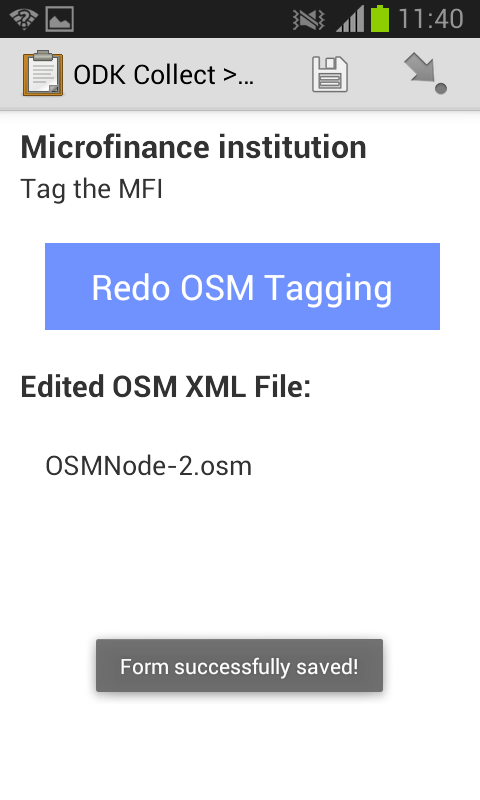 11:40
ODK Collect >…
Microfinance institution
Tag the MFI
Redo OSM Tagging
Edited OSM XML File:
OSMNode-2.osm
Form successfully saved!